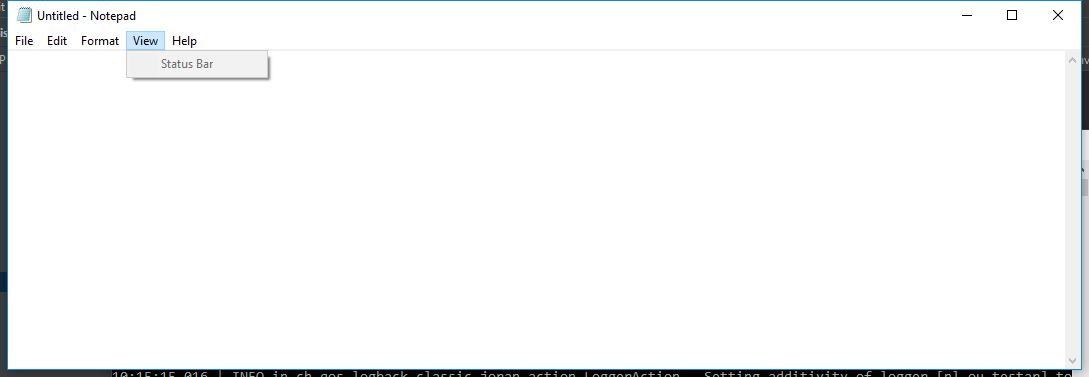 Untitled - Notepad
File Edit Format View Help
Status Bar
10:15:15,016 | INFO in ch.qos.logback.classic.joran.action.LoggerAction - Setting additivity of logger [nl.ou.testar] to